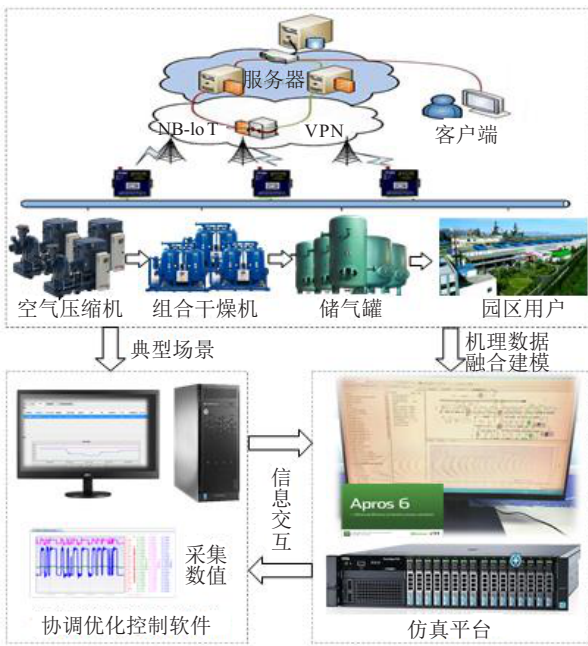 服务器
NB-loT
VPN
客户端
空气压缩机
组合干燥机
储气罐
园区用户
典型场景
机理数据
融合建模
信息交互
Apros 6
采集
数值
协调优化控制软件
仿真平台